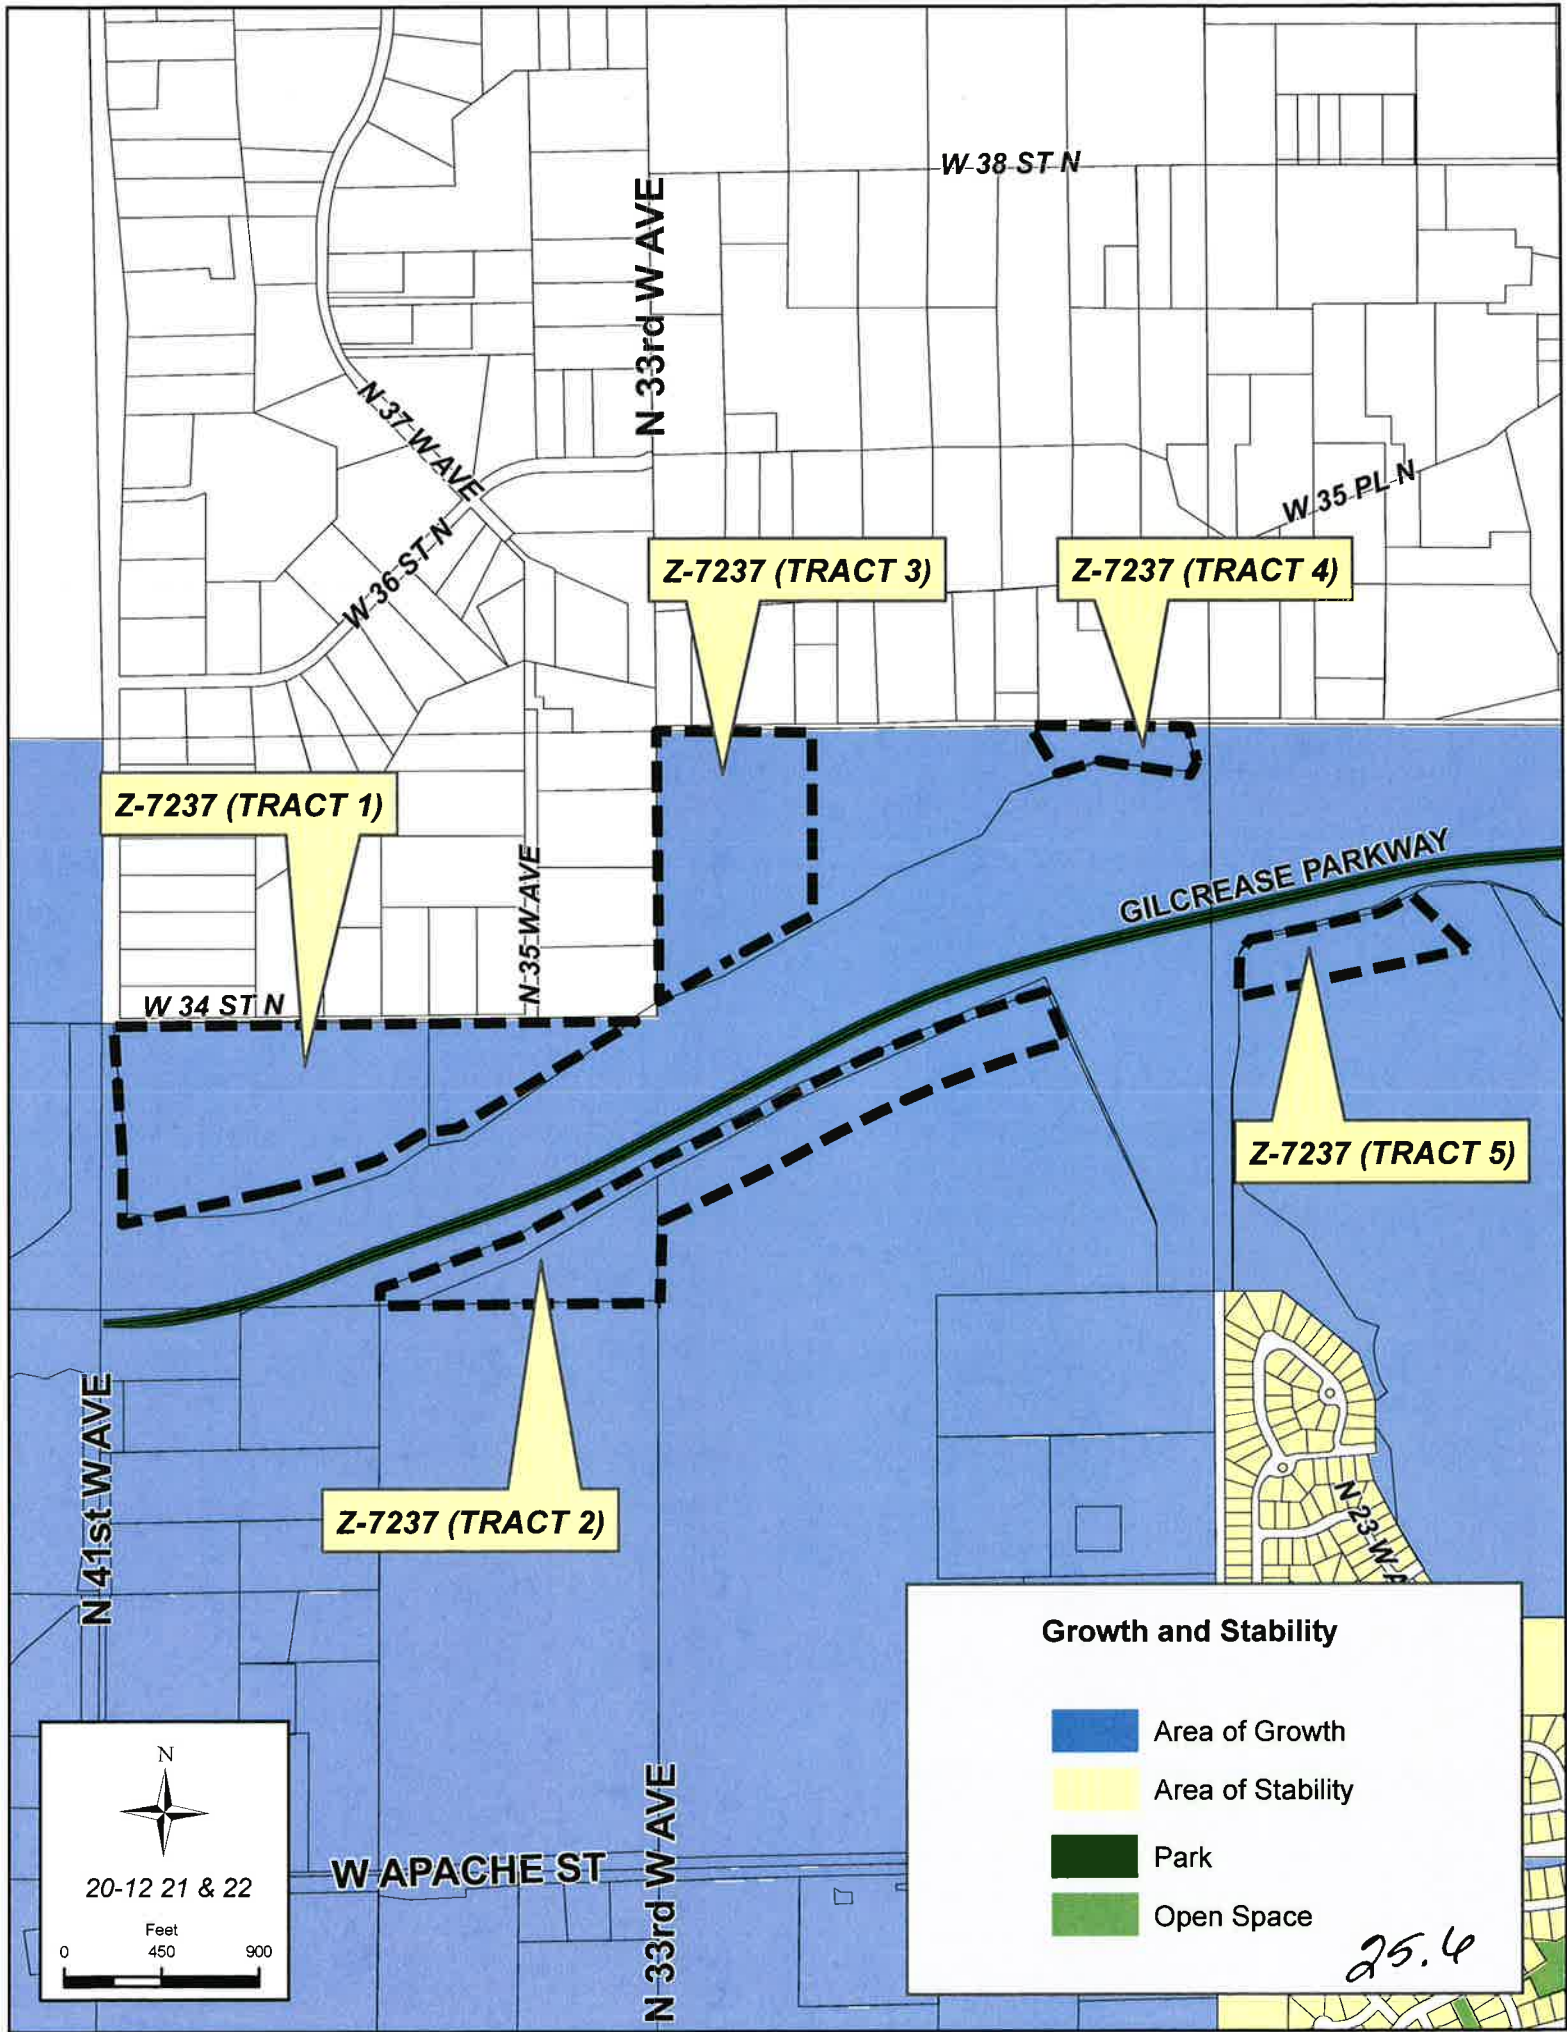 W 38 ST N
N 33rd W AVE
N 37 W AVE
W 35 PL N
W 36 ST N
Z-7237 (TRACT 3)
Z-7237 (TRACT 4)
Z-7237 (TRACT 1)
N 35 W AVE
GILCREASE PARKWAY
W 34 ST N
Z-7237 (TRACT 5)
N 41st W AVE
Z-7237 (TRACT 2)
N 23 W A
Growth and Stability
Area of Growth
Area of Stability
Park
Open Space
N
20-12 21 & 22
Feet
0 450 900
W APACHE ST
N 33rd W AVE
25.6